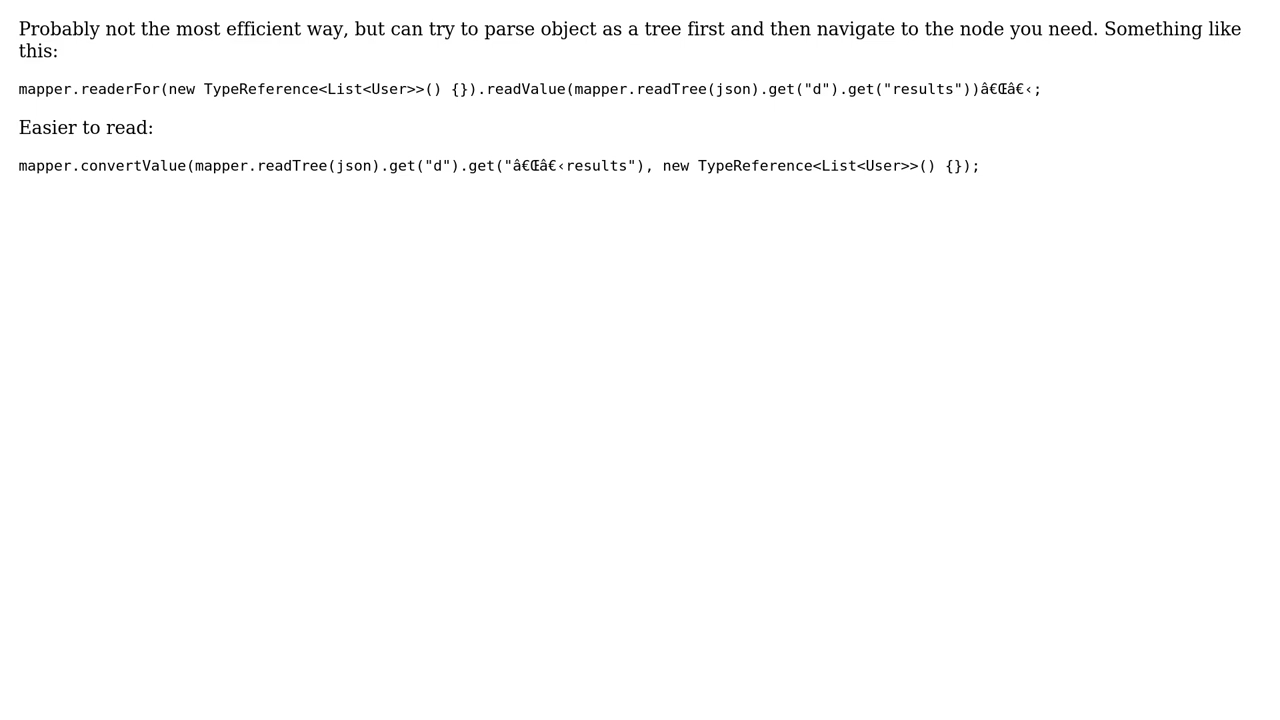 Probably not the most efficient way, but can try to parse object as a tree first and then navigate to the node you need. Something like
this:
mapper.readerFor(new TypeReference<List<User>>() {}).readValue(mapper.readTree(json).get("d").get("results"))â€Œâ€‹;
Easier to read:
mapper.convertValue(mapper.readTree(json).get("d").get("â€Œâ€‹results"), new TypeReference<List<User>>() {});